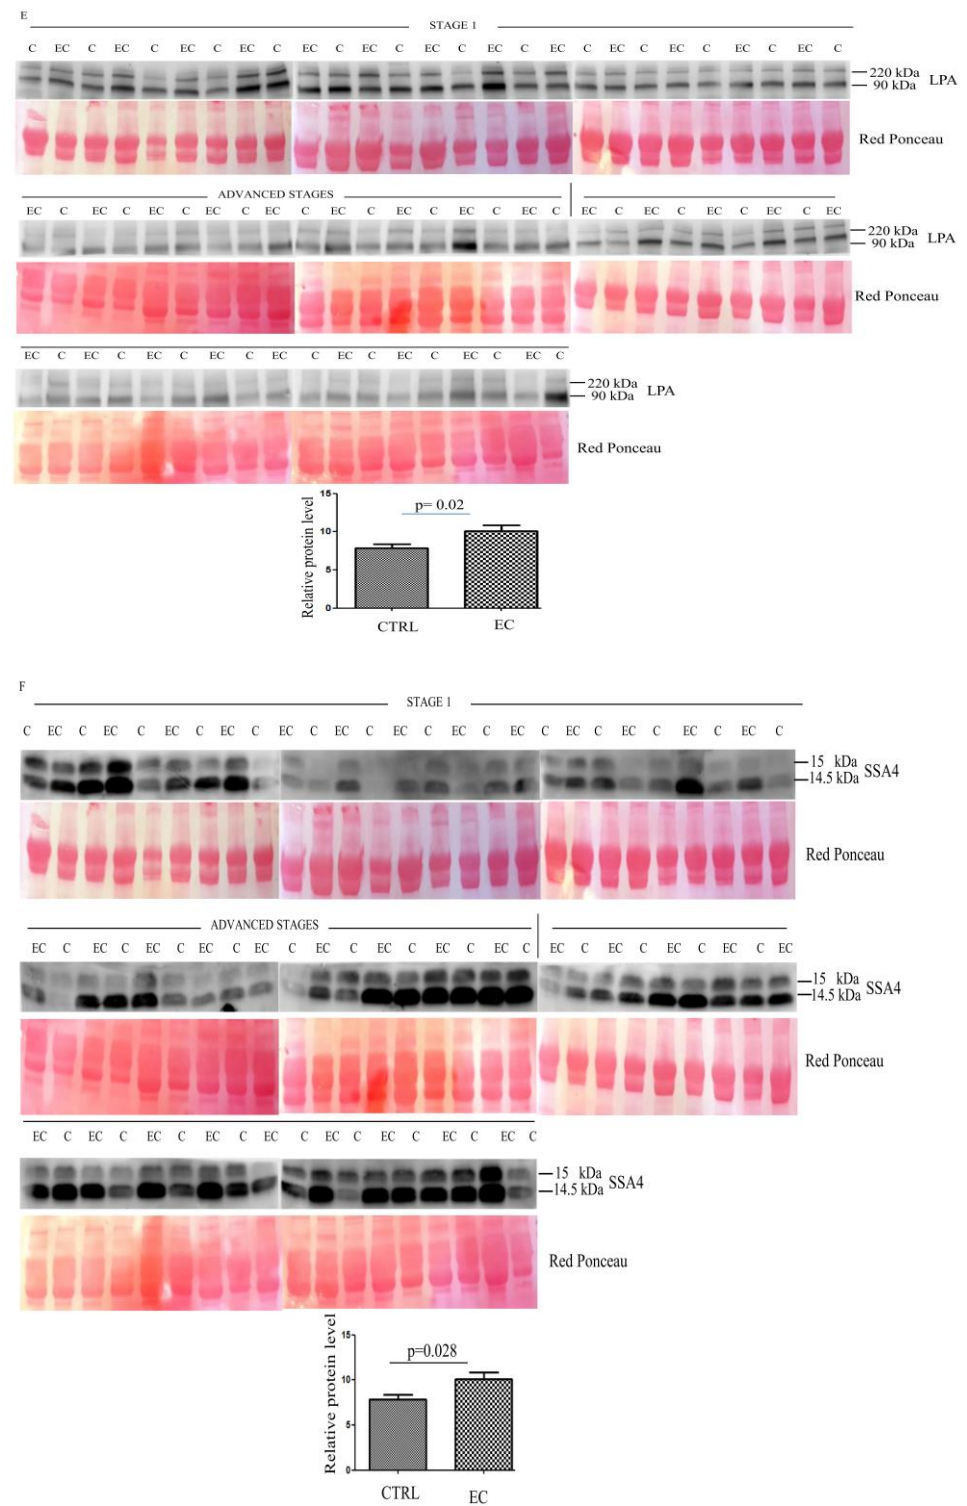 E
STAGE 1
C EC C EC C EC C EC C EC C EC C EC C EC C EC C EC C EC C EC C EC C
220 kDa
90 kDa
LPA
Red Ponceau
ADVANCED STAGES
EC C EC C EC C EC C EC C EC C EC C EC C EC C EC C EC C EC C EC C EC
220 kDa
90 kDa
LPA
Red Ponceau
EC C EC C EC C EC C EC C EC C EC C EC C EC C
220 kDa
90 kDa
LPA
Red Ponceau
15
10
5
0
Relative protein level
p= 0.02
CTRL
EC
F
STAGE 1
C EC C EC C EC C EC C EC C EC C EC C EC C EC C EC C EC C EC C EC C
15 kDa
14.5 kDa
SSA4
Red Ponceau
ADVANCED STAGES
EC C EC C EC C EC C EC C EC C EC C EC C EC C EC C EC C EC C EC C EC
15 kDa
14.5 kDa
SSA4
Red Ponceau
EC C EC C EC C EC C EC C EC C EC C EC C EC C
15 kDa
14.5 kDa
SSA4
Red Ponceau
15
10
5
0
Relative protein level
p=0.028
CTRL
EC